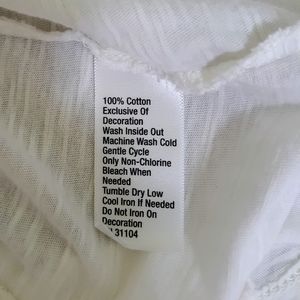 100% Cotton
Exclusive Of
Decoration
Wash Inside Out
Machine Wash Cold
Gentle Cycle
Only Non-Chlorine
Bleach When
Needed
Tumble Dry Low
Cool Iron If Needed
Do Not Iron On
Decoration
31104